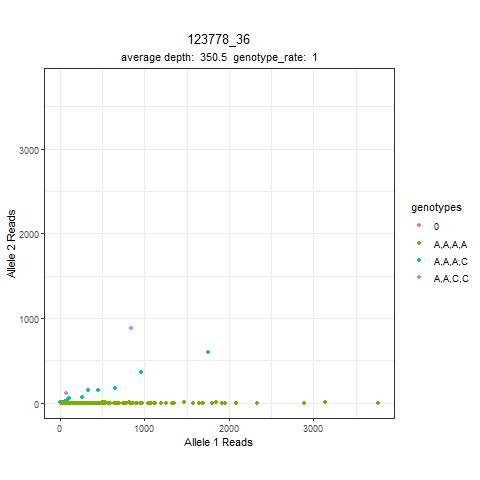 123778_36
average depth:  350.5  genotype_rate:  1
Allele 2 Reads
3000
2000
1000
0
0
1000
2000
3000
Allele 1 Reads
genotypes
0
A,A,A,A
A,A,A,C
A,A,C,C